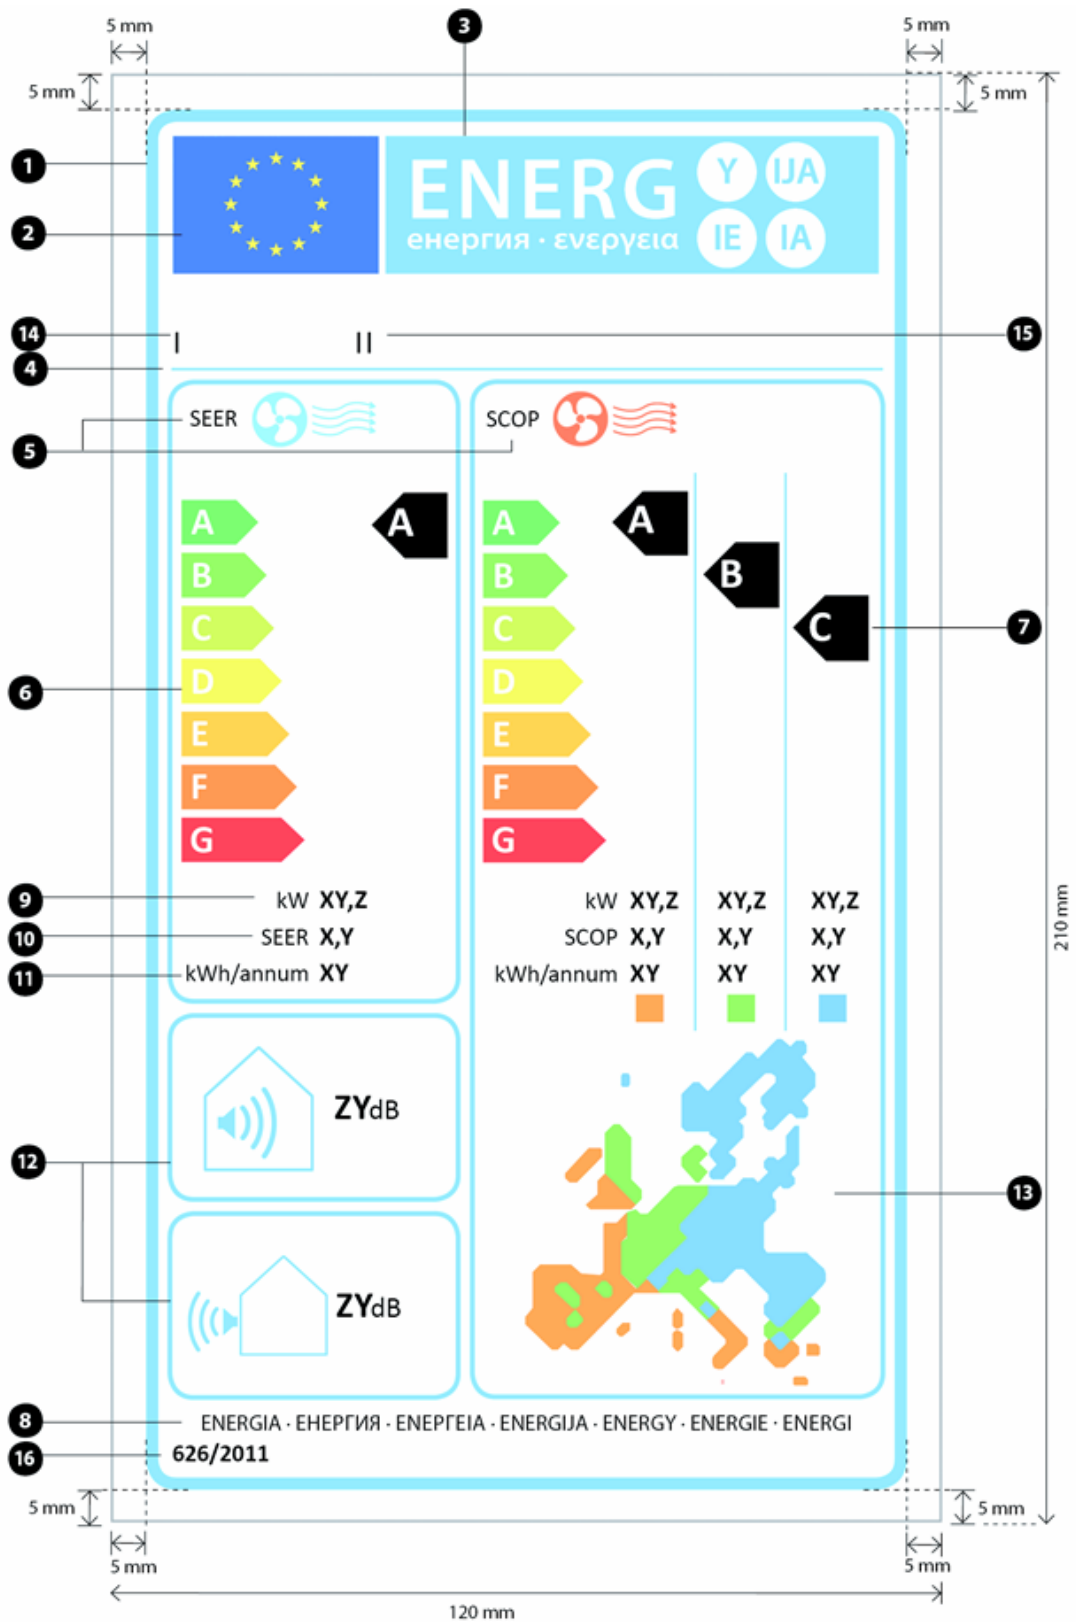 5 mm
3
5 mm
5 mm
5 mm
1
2
ENERG
енергия · ενεργεια
Y IJA
IE IA
14
I
II
15
4
SEER
SCOP
5
A
A
A
A
B
B
B
C
C
C
7
D
D
6
E
E
F
F
G
G
9
kW XY,Z
kW XY,Z XY,Z XY,Z
10
SEER X,Y
SCOP X,Y X,Y X,Y
11
kWh/annum XY
kWh/annum XY XY XY
210 mm
ZYdB
12
13
ZYdB
8
ENERGIA · ЕНЕРГИЯ · ΕΝΕΡΓΕΙΑ · ENERGIJA · ENERGY · ENERGIE · ENERGI
16
626/2011
5 mm
5 mm
5 mm
5 mm
120 mm